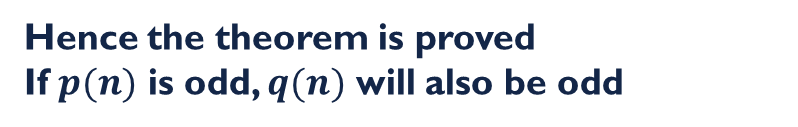 Hence the theorem is proved
If p(n) is odd, q(n) will also be odd